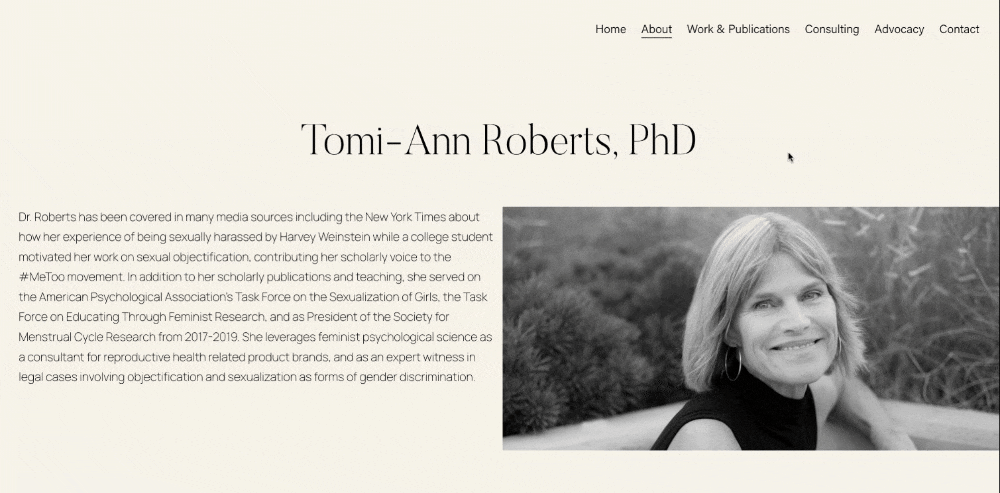 Home About Work & Publications Consulting Advocacy Contact
Tomi-Ann Roberts, PhD
Dr. Roberts has been covered in many media sources including the New York Times about
how her experience of being sexually harassed by Harvey Weinstein while a college student
motivated her work on sexual objectification, contributing her scholarly voice to the
#MeToo movement. In addition to her scholarly publications and teaching, she served on
the American Psychological Association's Task Force on the Sexualization of Girls, the Task
Force on Educating Through Feminist Research, and as President of the Society for
Menstrual Cycle Research from 2017-2019. She leverages feminist psychological science as
a consultant for reproductive health related product brands, and as an expert witness in
legal cases involving objectification and sexualization as forms of gender discrimination.